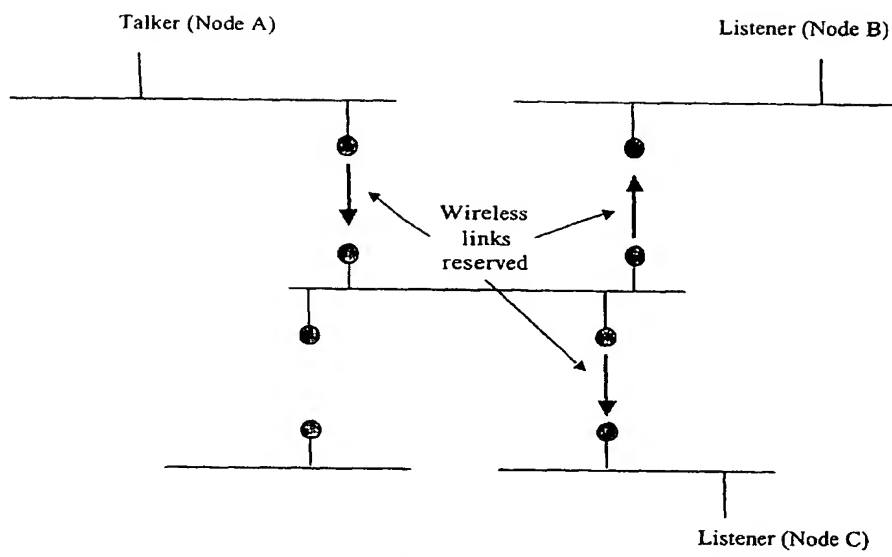 Talker (Node A)
Listener (Node B)
Wireless
links
reserved
Listener (Node C)